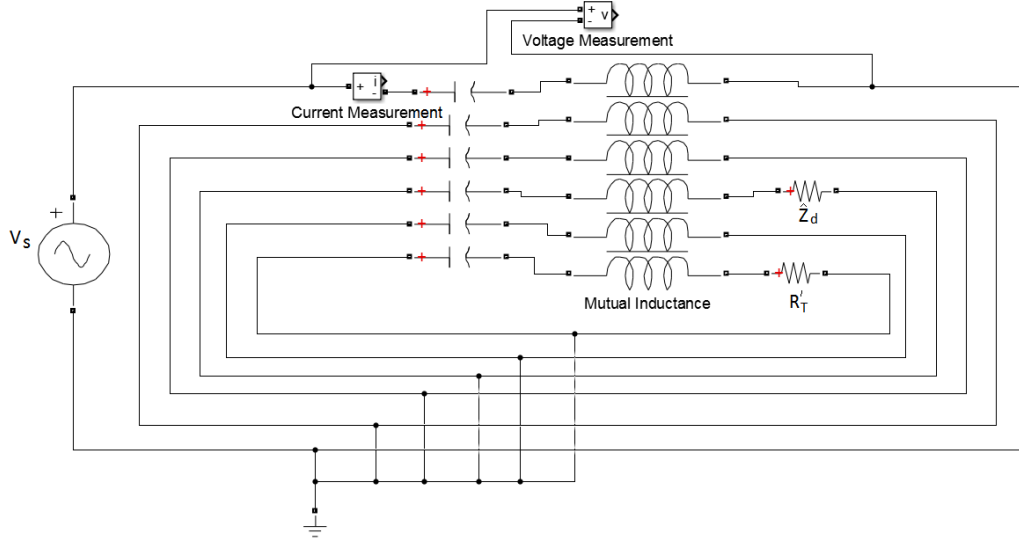 +
-
v
Voltage Measurement
+
i
-
Current Measurement
+
+
+
+
+
+
+
Ẑd
+
R'T
Mutual Inductance
+
Vs